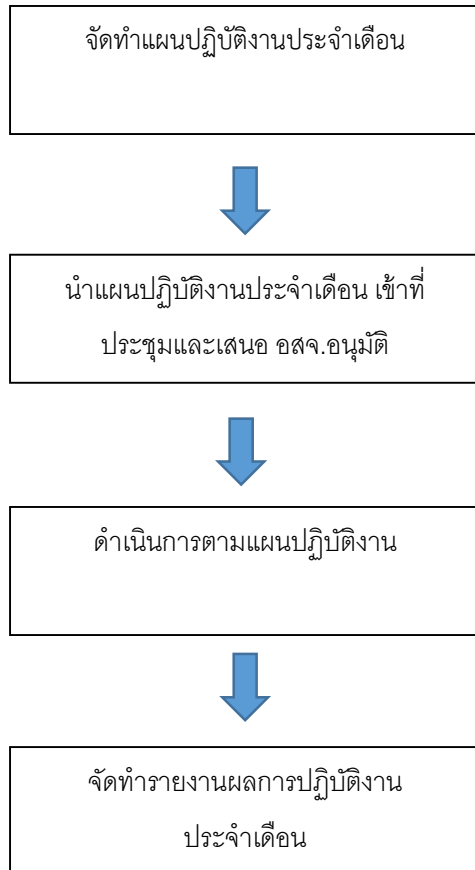 จัดทำแผนปฏิบัติงานประจำเดือน
นำแผนปฏิบัติงานประจำเดือน เข้าที่
ประชุมและเสนอ อสจ.อนุมัติ
ดำเนินการตามแผนปฏิบัติงาน
จัดทำรายงานผลการปฏิบัติงาน
ประจำเดือน